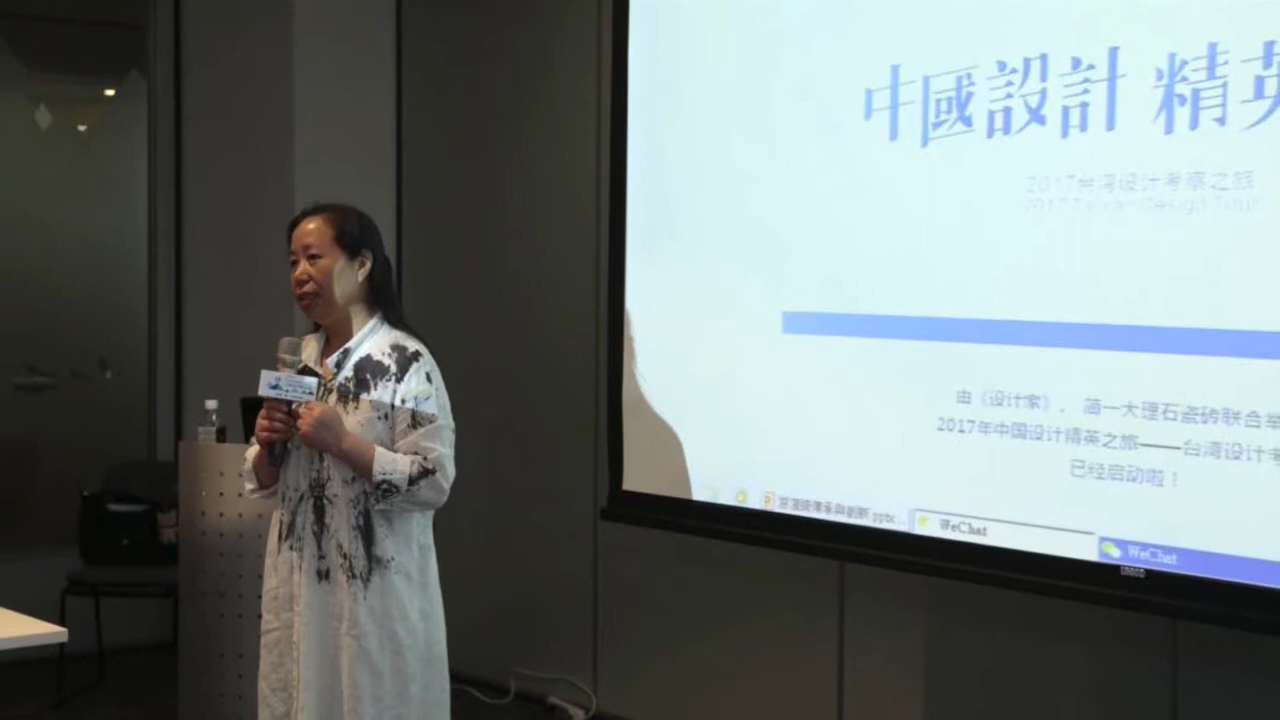 中國設計 精英
2017台湾设计考察之旅
2017 Taiwan Design Tour
由《设计家》、简一大理石瓷砖联合举
2017年中国设计精英之旅——台湾设计考
已经启动啦！
WeChat
WeChat